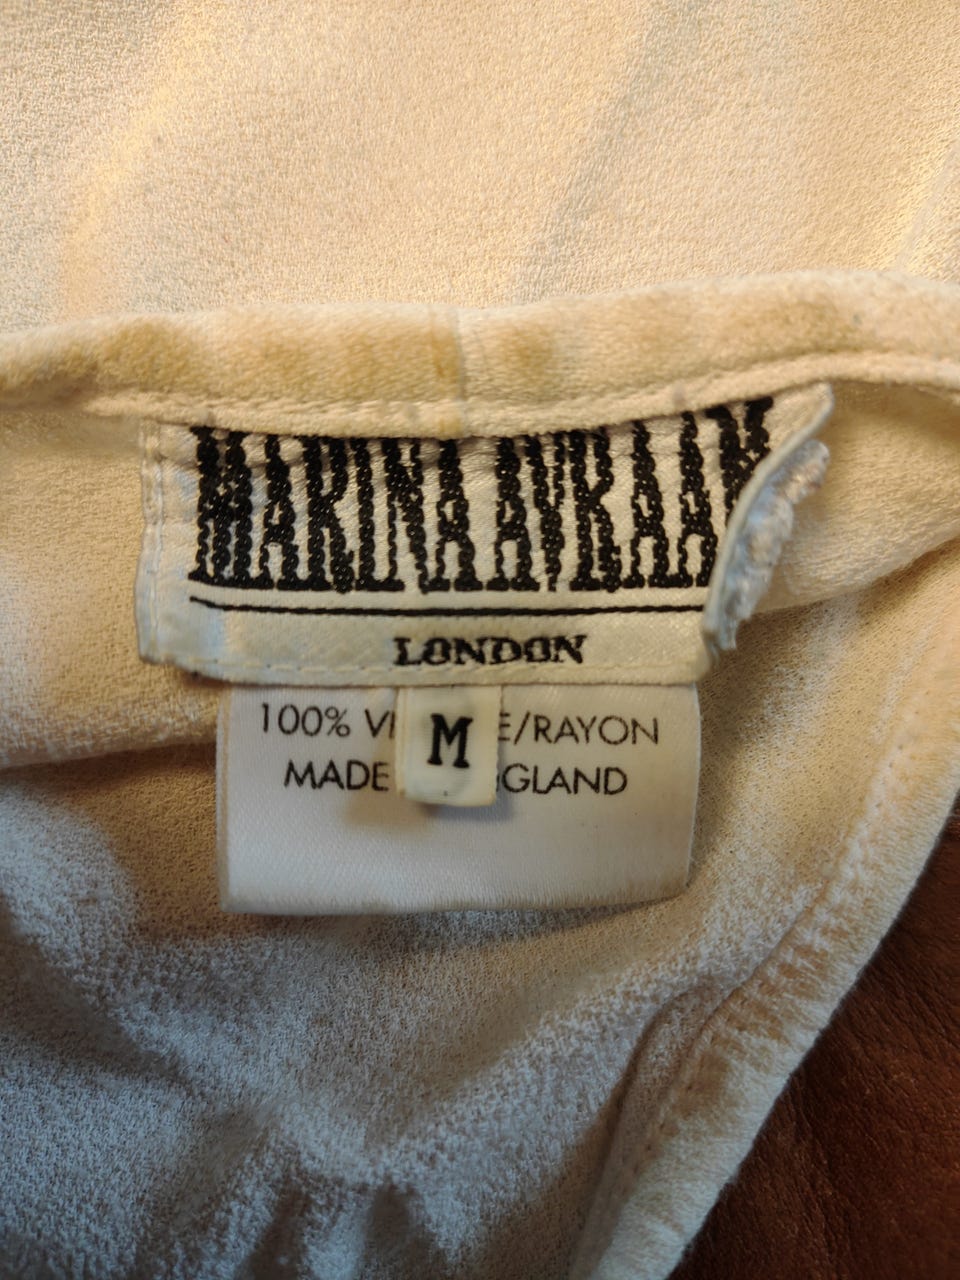 MARINA AVRAAM
LONDON
M
100% VI E/RAYON
MADE GLAND